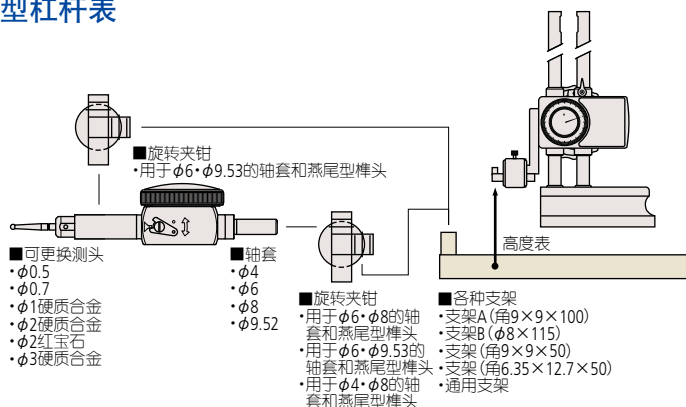 型杠杆表
■旋转夹钳
•用于ϕ6•ϕ9.53的轴套和燕尾型榫头
■可更换测头
•ϕ0.5
•ϕ0.7
•ϕ1硬质合金
•ϕ2硬质合金
•ϕ2红宝石
•ϕ3硬质合金
■轴套
•ϕ4
•ϕ6
•ϕ8
•ϕ9.52
■旋转夹钳
•用于ϕ6•ϕ8的轴
套和燕尾型榫头
•用于ϕ6•ϕ9.53的
轴套和燕尾型榫头
•用于ϕ4•ϕ8的轴
套和燕尾型榫头
高度表
■各种支架
•支架A(角9×9×100)
•支架B(ϕ8×115)
•支架(角9×9×50)
•支架(角6.35×12.7×50)
•通用支架